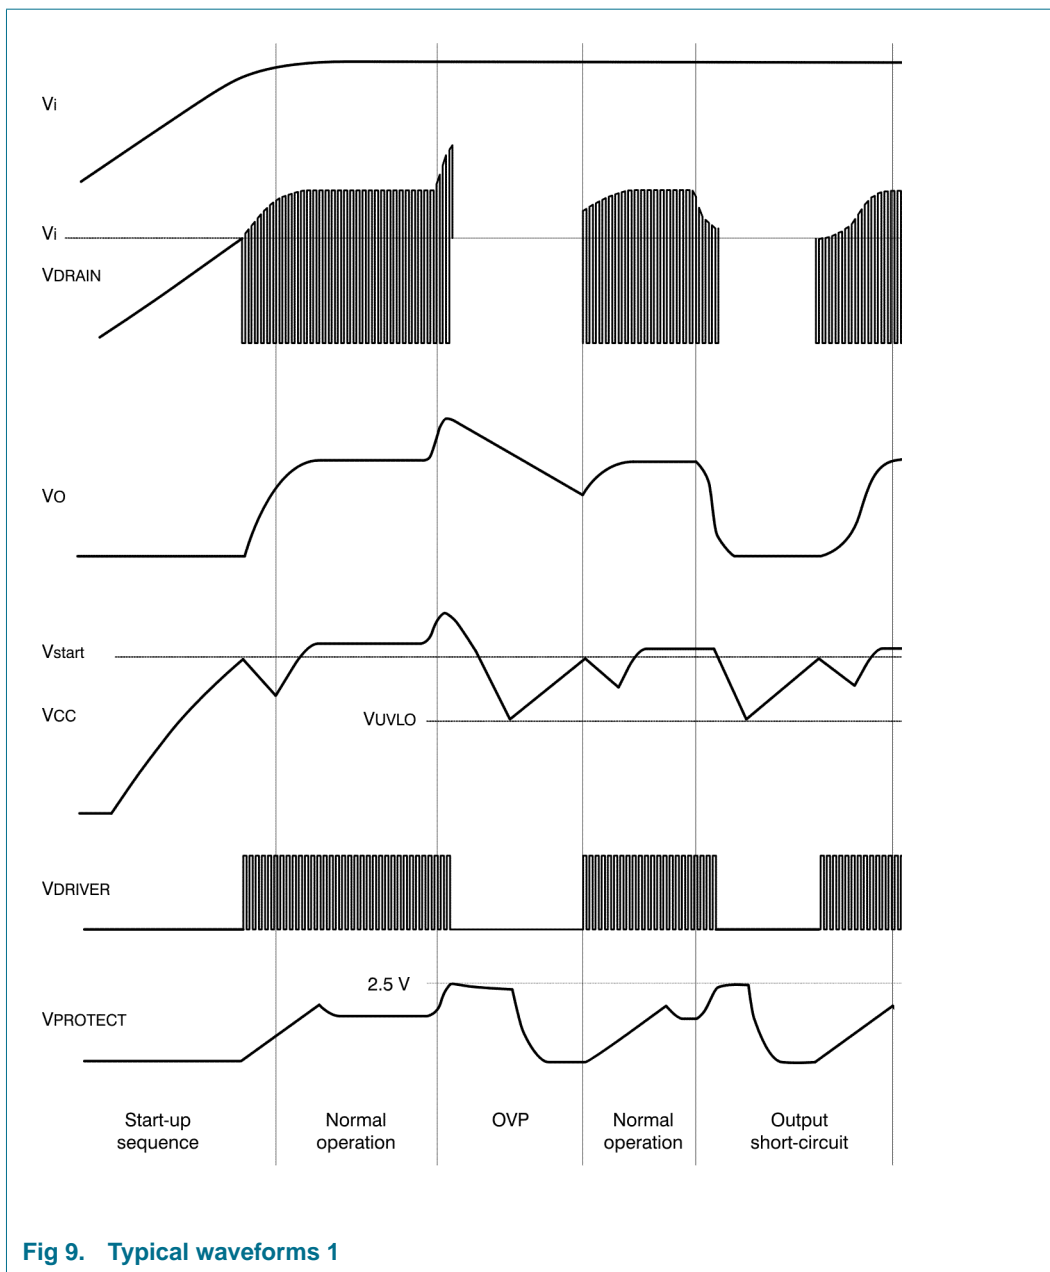 Vi
Vi
VDRAIN
VO
Vstart
VCC
VUVLO
VDRIVER
2.5 V
VPROTECT
Start-up
sequence
Normal
operation
OVP
Normal
operation
Output
short-circuit
Fig 9. Typical waveforms 1